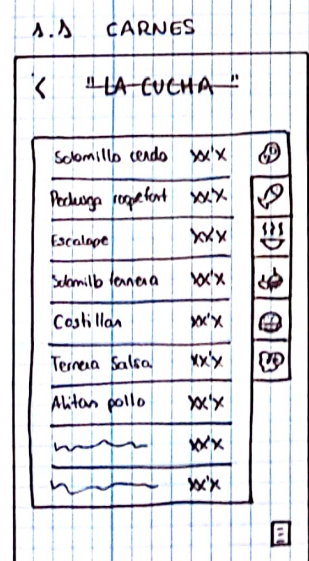 1.1 CARNES
< "LA CUCHA"
Solomillo cerdo xx'x
Pechuga roquefort xx'x
Escalope xx'x
Solomillo ternera xx'x
Costillas xx'x
Ternera Salsa xx'x
Alitas pollo xx'x
xx'x
xx'x